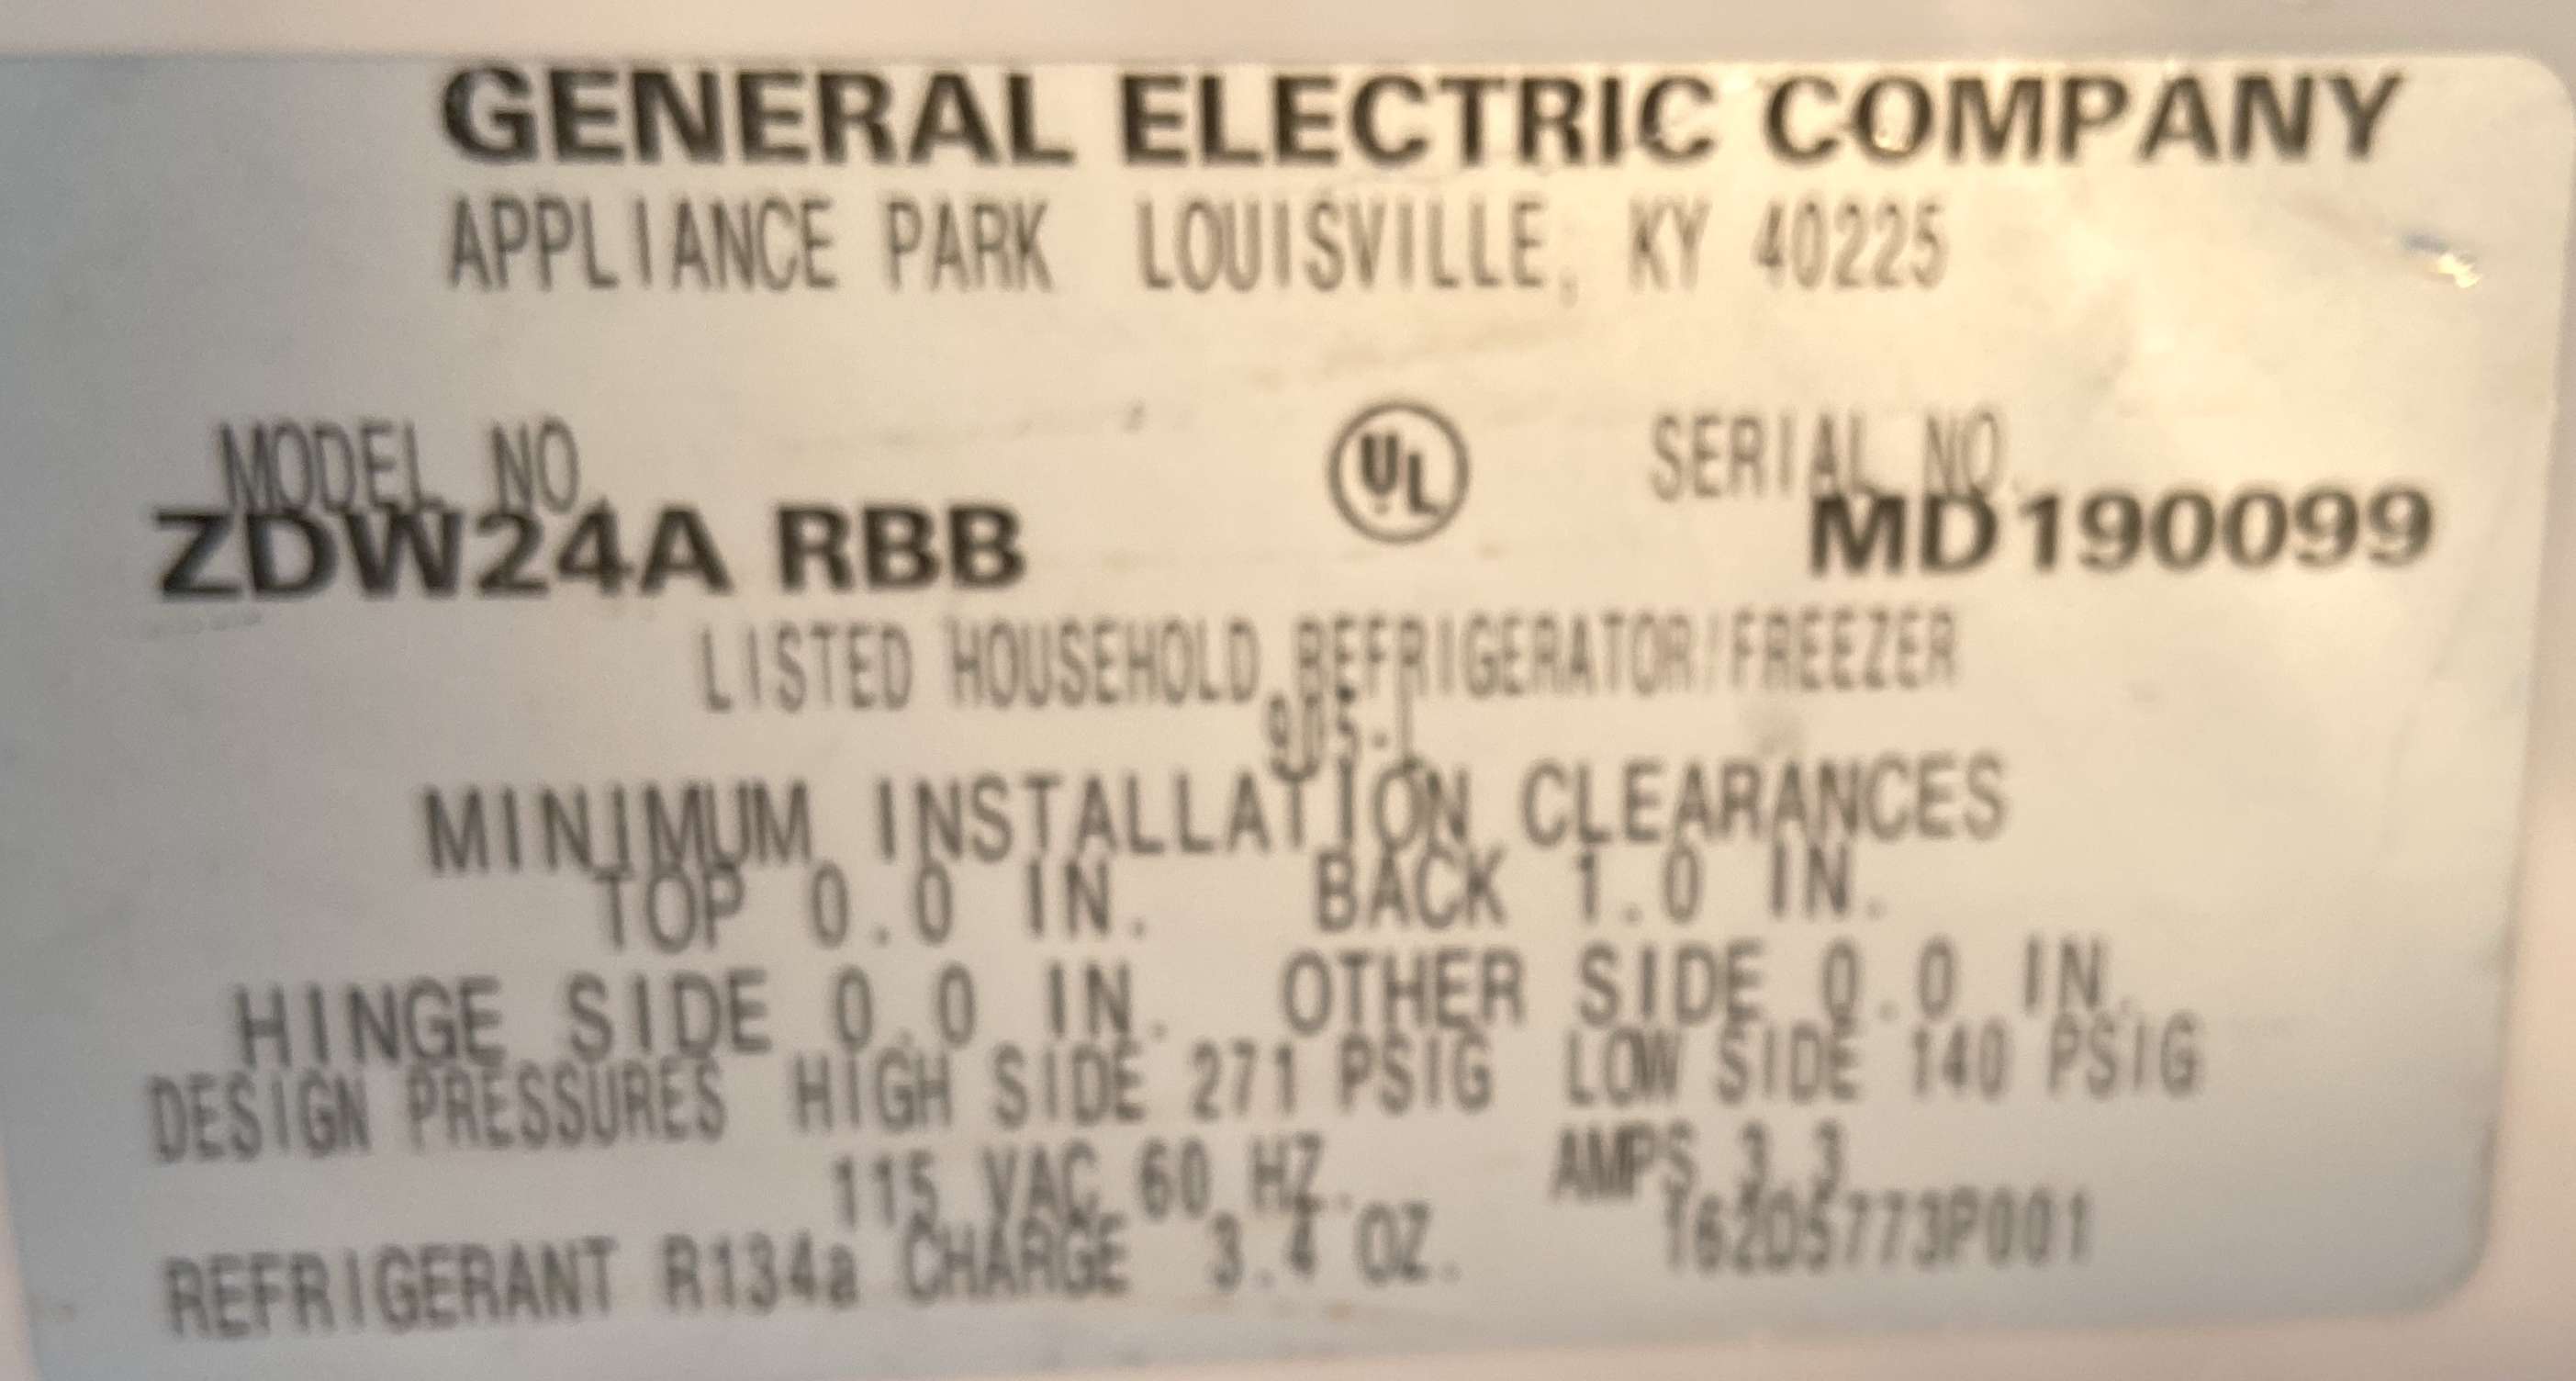 GENERAL ELECTRIC COMPANY
APPLIANCE PARK LOUISVILLE, KY 40225
MODEL NO. UL SERIAL NO.
ZDW24A RBB MD190099
LISTED HOUSEHOLD REFRIGERATOR/FREEZER
905-L
MINIMUM INSTALLATION CLEARANCES
TOP 0.0 IN. BACK 1.0 IN.
HINGE SIDE 0.0 IN. OTHER SIDE 0.0 IN.
DESIGN PRESSURES HIGH SIDE 271 PSIG LOW SIDE 140 PSIG
115 VAC 60 HZ. AMPS 3.3
REFRIGERANT R134a CHARGE 3.4 OZ. 162D5773P001